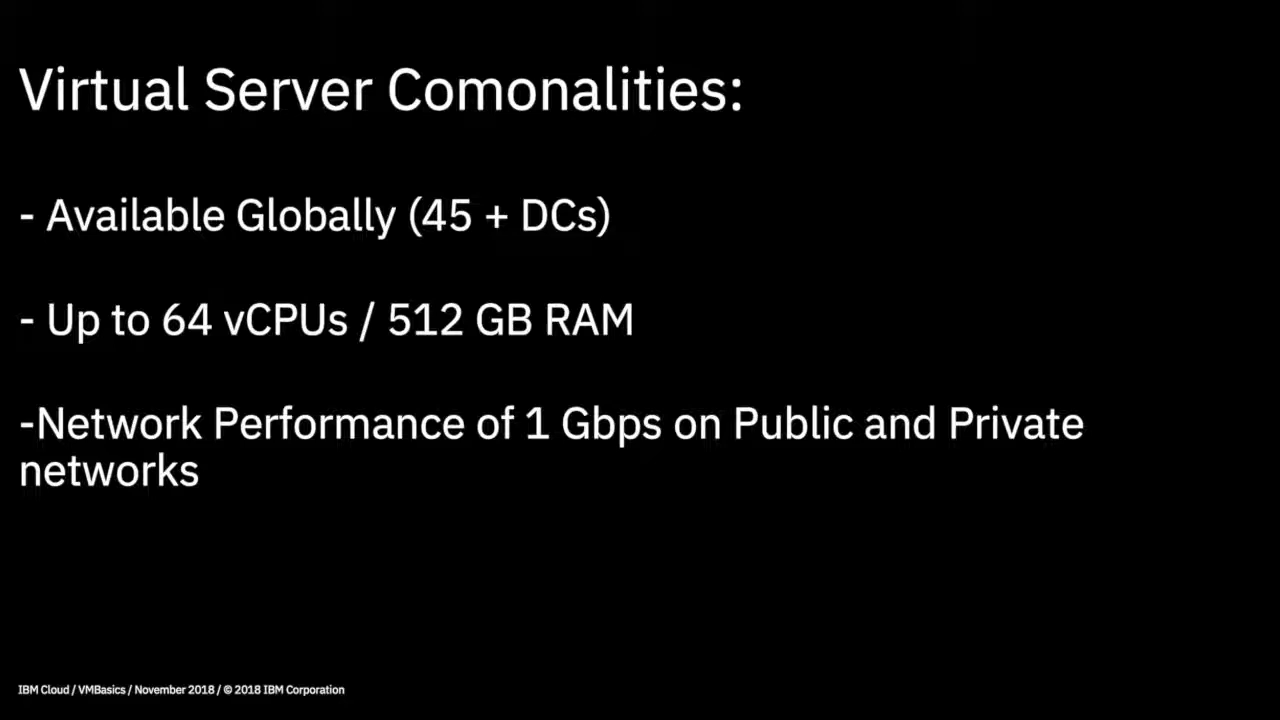 Virtual Server Comonalities:
- Available Globally (45 + DCs)
- Up to 64 vCPUs / 512 GB RAM
-Network Performance of 1 Gbps on Public and Private
networks
IBM Cloud / VMBasics / November 2018 / © 2018 IBM Corporation